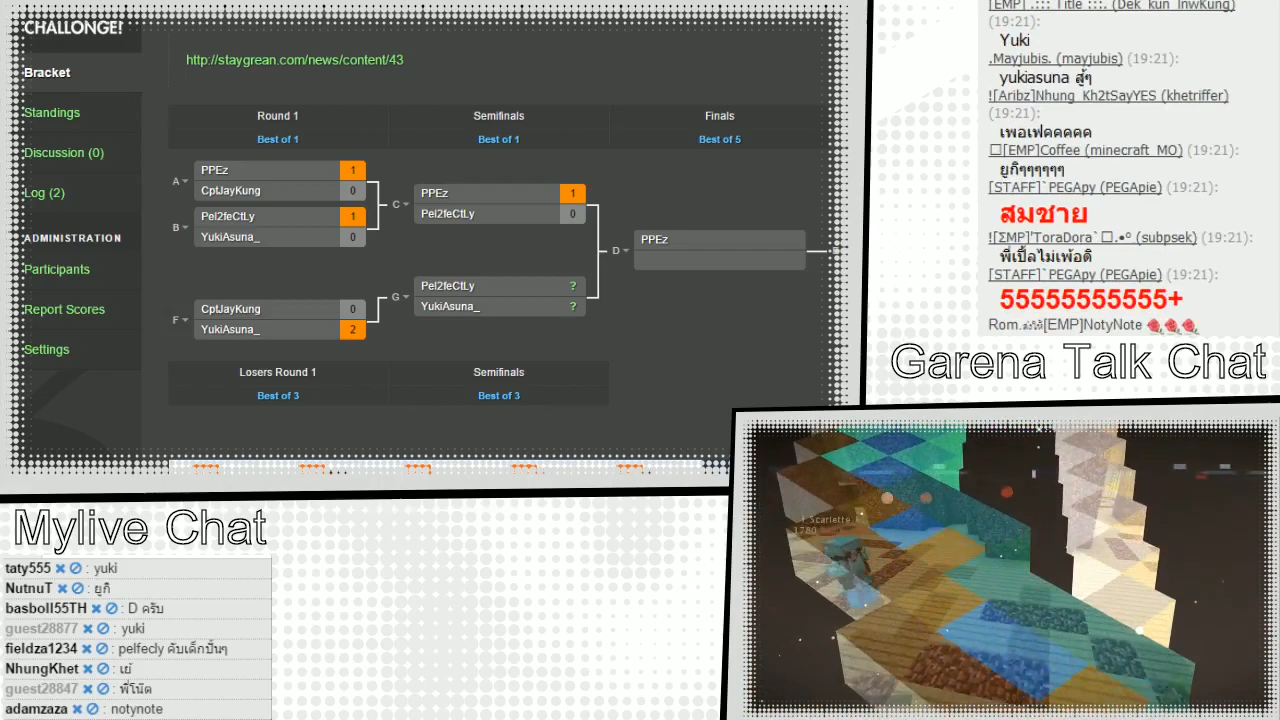 CHALLONGE!
Bracket
Standings
Discussion (0)
Log (2)
ADMINISTRATION
Participants
Report Scores
Settings
http://staygrean.com/news/content/43
Round 1
Semifinals
Finals
Best of 1
Best of 1
Best of 5
A
PPEz 1
CptJayKung 0
B
Pel2feCtLy 1
YukiAsuna_ 0
C
PPEz 1
Pel2feCtLy 0
D
PPEz
F
CptJayKung 0
YukiAsuna_ 2
G
Pel2feCtLy ?
YukiAsuna_ ?
Losers Round 1
Semifinals
Best of 3
Best of 3
[EMP] .::: Title :::. (Dek_kun_InwKung)
(19:21):
Yuki
.Mayjubis. (mayjubis) (19:21):
yukiasuna สู้ๆ
![Aribz]Nhung_Kh2tSayYES (khetriffer)
(19:21):
เพอเฟคคคคค
[EMP]Coffee (minecraft_MO) (19:21):
ยูกิๆๆๆๆๆ
[STAFF]`PEGApy (PEGApie) (19:21):
สมชาย
![ΣMP]'ToraDora`□.•° (subpsek) (19:21):
พี่เปิ้ลไม่เพ้อดิ
[STAFF]`PEGApy (PEGApie) (19:21):
55555555555+
[EMP]NotyNote
Garena Talk Chat
Mylive Chat
taty555 : yuki
NutnuT : ยูกิ
basboll55TH : D ครับ
guest28877 : yuki
fieldza1234 : pelfecly คับเด็กปั้นๆ
NhungKhet : เย้
guest28847 : พี่โน๊ต
adamzaza : notynote
1780